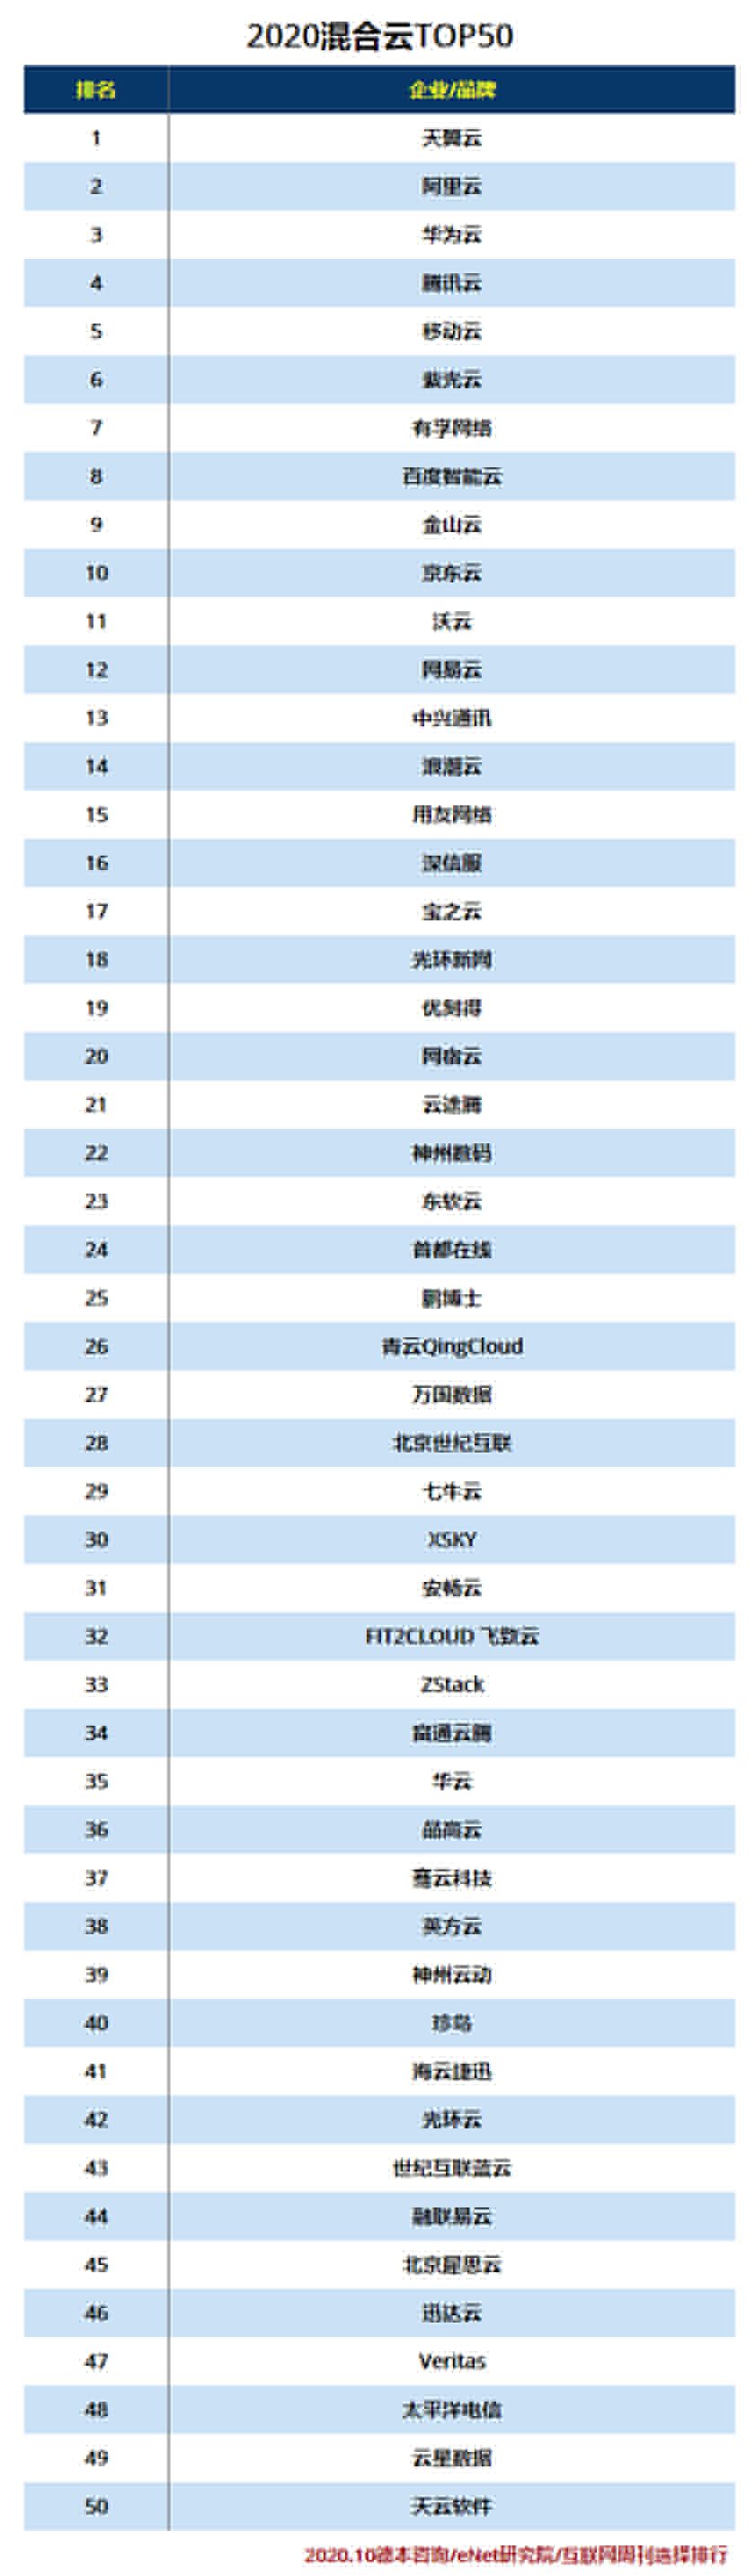 2020混合云TOP50
排名 企业/品牌
1 天翼云
2 阿里云
3 华为云
4 腾讯云
5 移动云
6 紫光云
7 有孚网络
8 百度智能云
9 金山云
10 京东云
11 沃云
12 网易云
13 中兴通讯
14 浪潮云
15 用友网络
16 深信服
17 宝之云
18 光环新网
19 优刻得
20 网宿云
21 云途腾
22 神州数码
23 东软云
24 首都在线
25 鹏博士
26 青云QingCloud
27 万国数据
28 北京世纪互联
29 七牛云
30 XSKY
31 安畅云
32 FIT2CLOUD 飞致云
33 ZStack
34 富通云腾
35 华云
36 品高云
37 骞云科技
38 英方云
39 神州云动
40 珍岛
41 海云捷迅
42 光环云
43 世纪互联蓝云
44 融联易云
45 北京星思云
46 迅达云
47 Veritas
48 太平洋电信
49 云星数据
50 天云软件
2020.10德本咨询/eNet研究院/互联网周刊选择排行